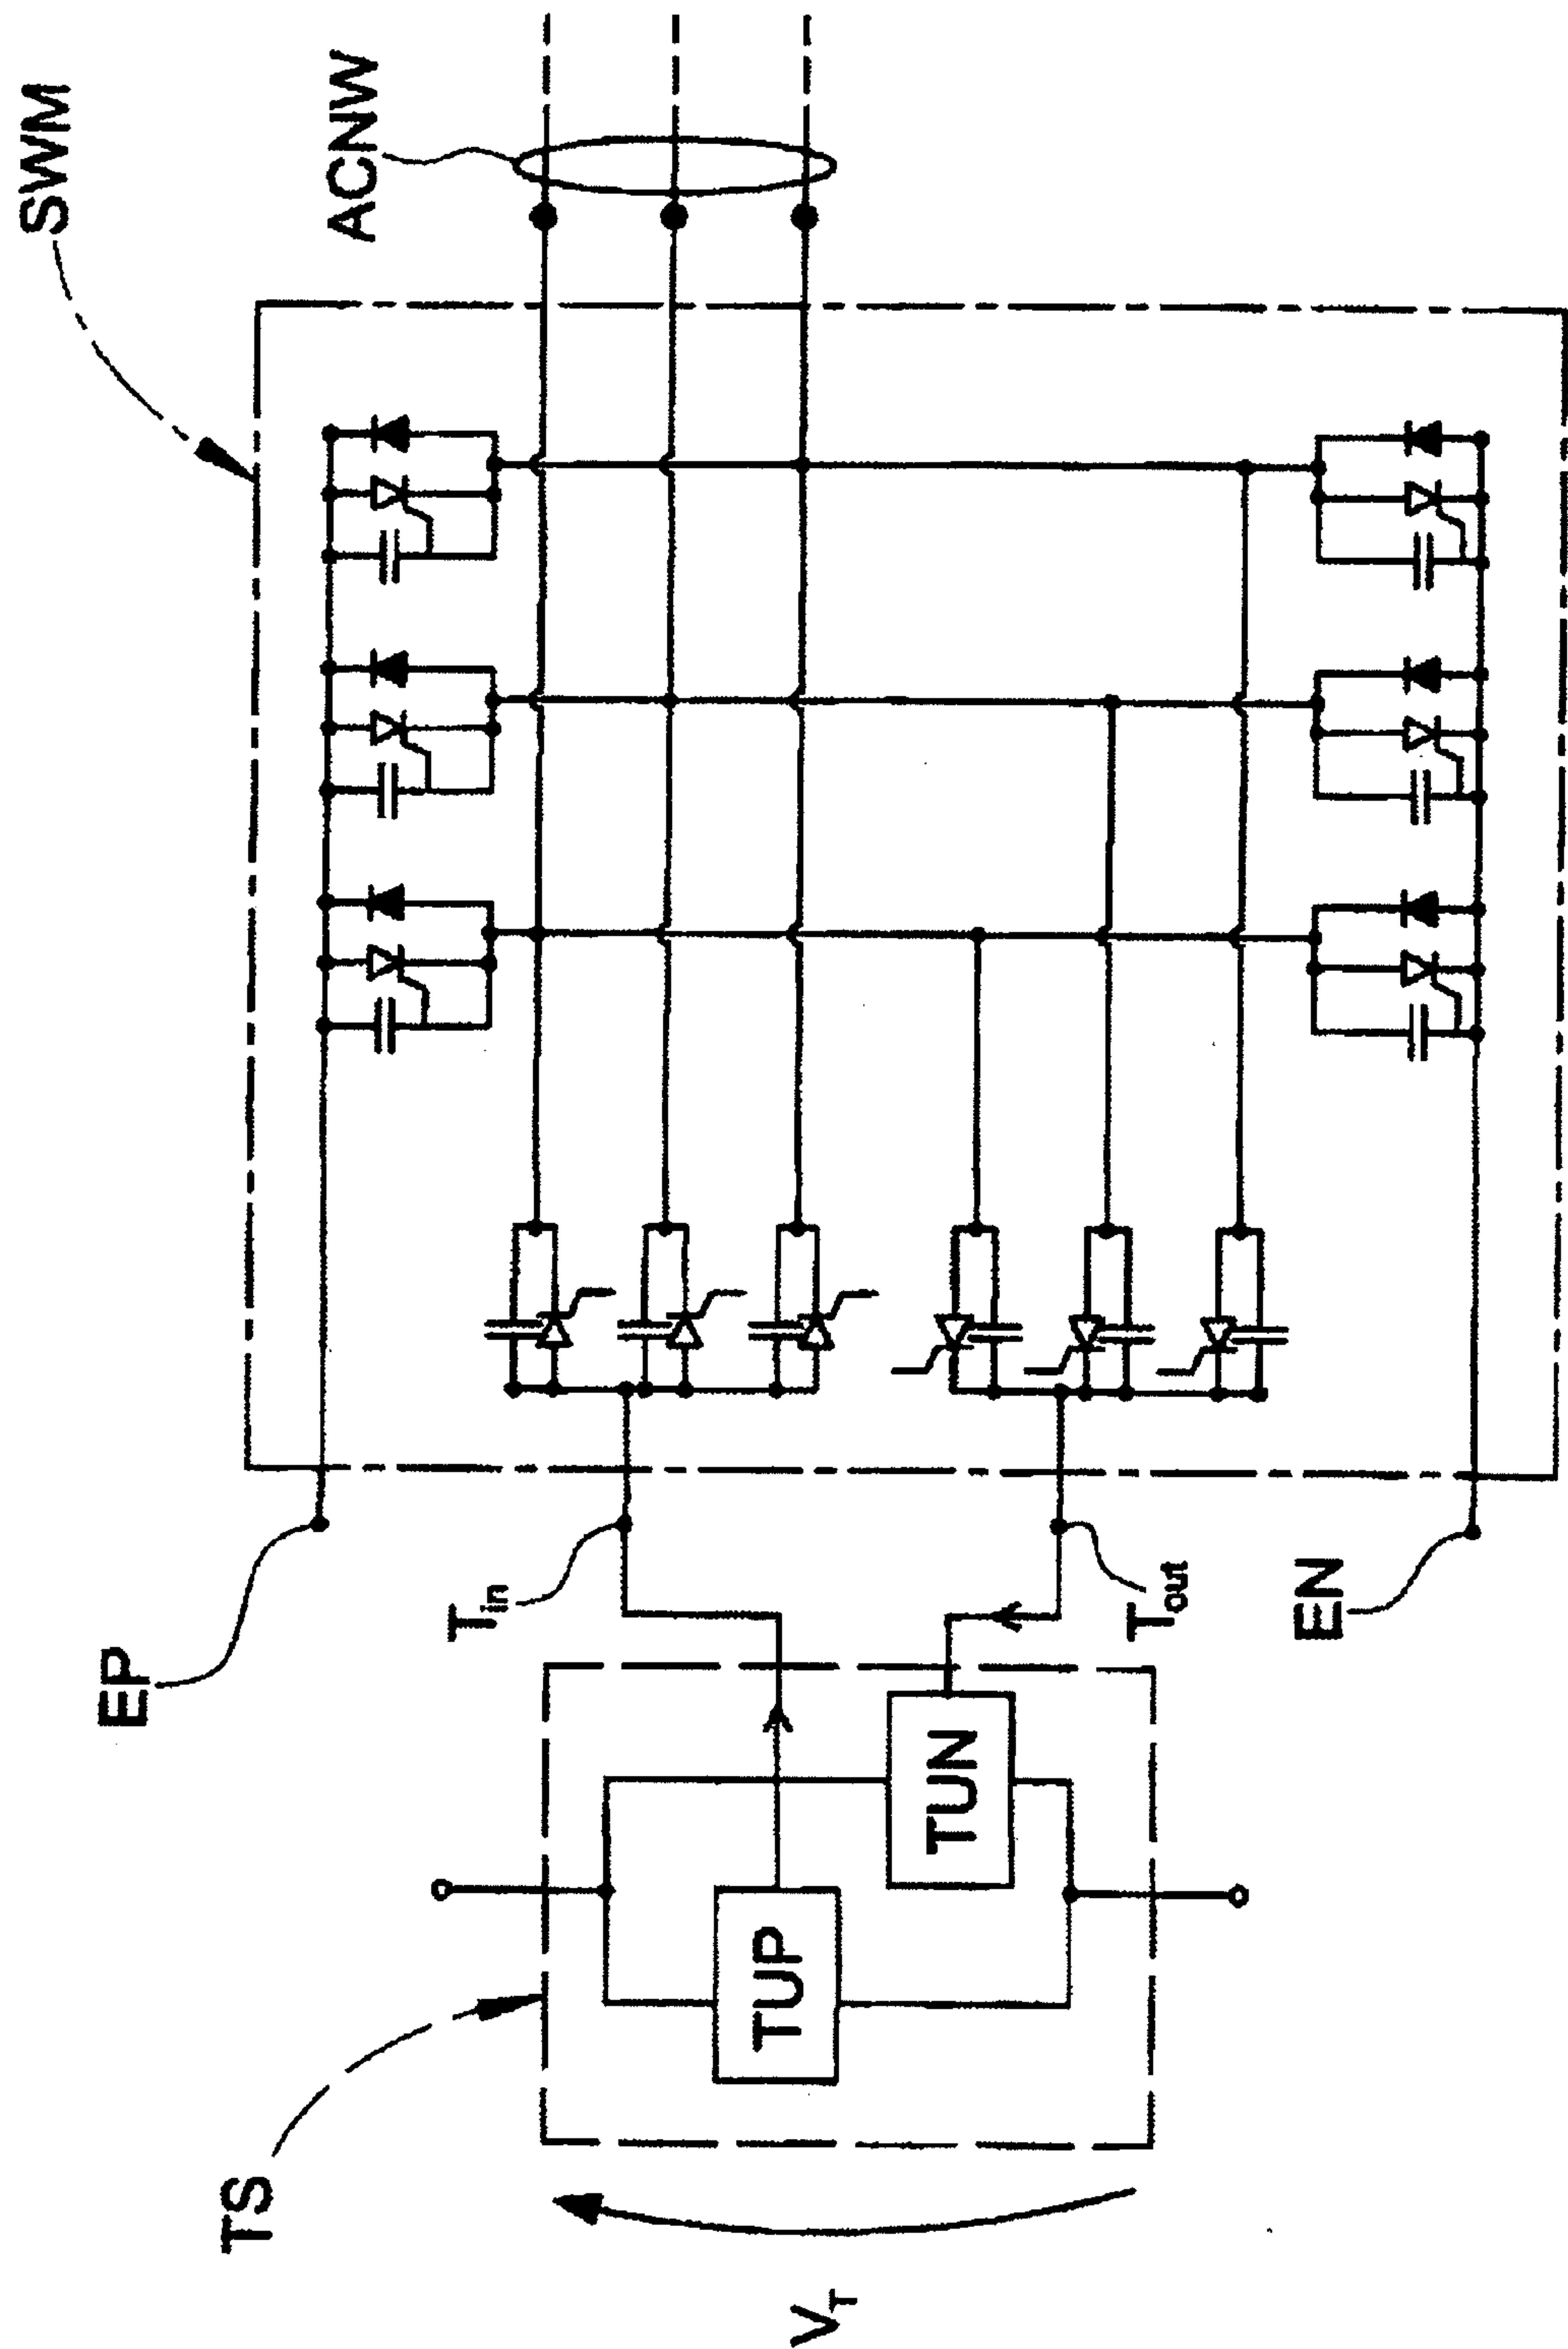 SWM
ACNW
EP
T_in
T_out
EN
TS
TUP
TUN
V_T